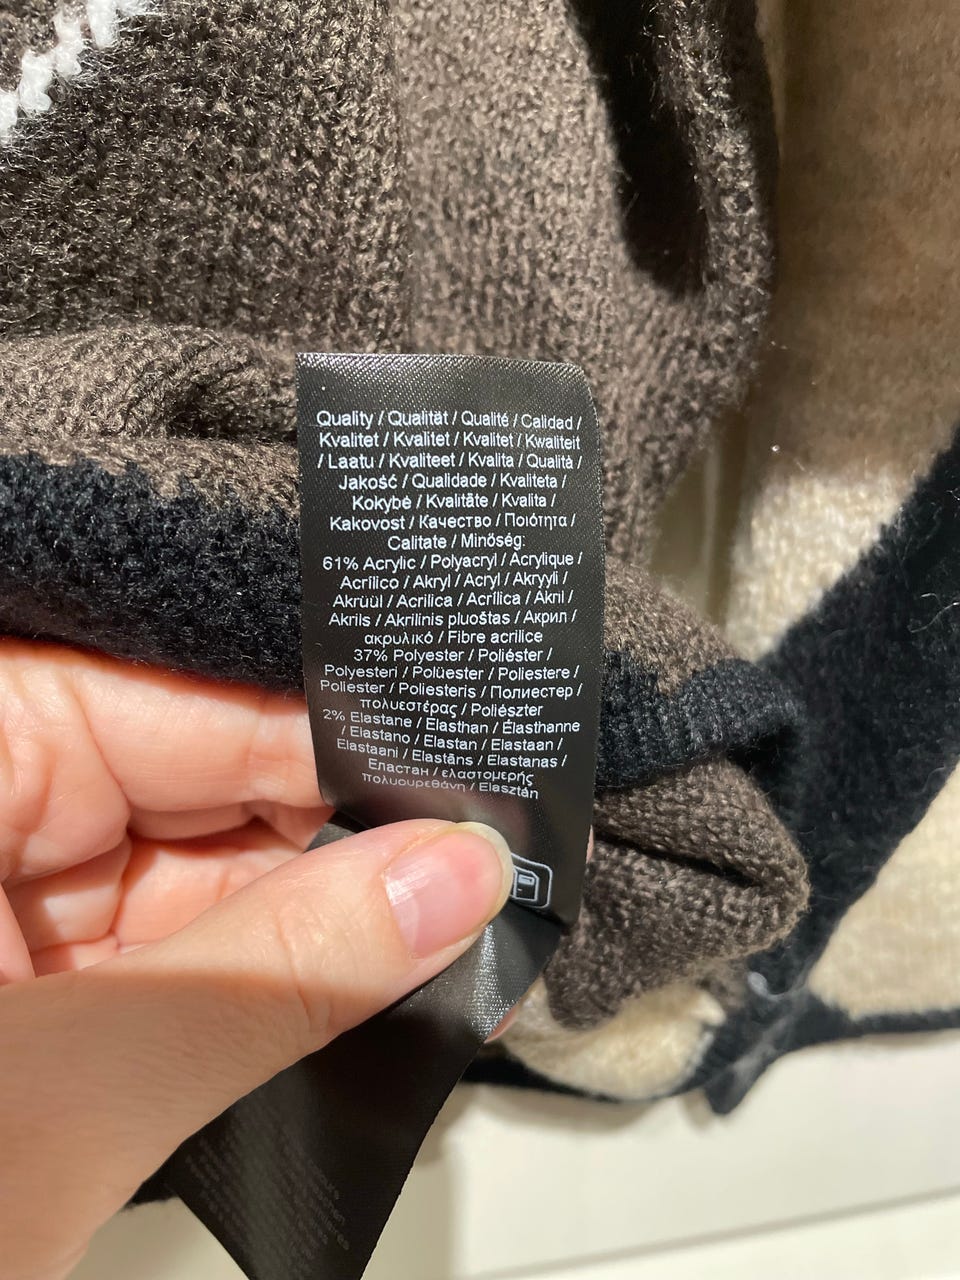 Quality / Qualität / Qualité / Calidad /
Kvalitet / Kvalitet / Kvalitet / Kwaliteit
/ Laatu / Kvaliteet / Kvalita / Qualità /
Jakość / Qualidade / Kvaliteta /
Kokybė / Kvalitāte / Kvalita /
Kakovost / Качество / Ποιότητα /
Calitate / Minőség:
61% Acrylic / Polyacryl / Acrylique /
Acrílico / Akryl / Acryl / Akryyli /
Akrüül / Acrilica / Acrílica / Akril /
Akrils / Akrilinis pluoštas / Акрил /
ακρυλικό / Fibre acrilice
37% Polyester / Poliéster /
Polyesteri / Polüester / Poliestere /
Poliester / Poliesteris / Полиестер /
πολυεστέρας / Poliészter
2% Elastane / Elasthan / Élasthanne
/ Elastano / Elastan / Elastaan /
Elastaani / Elastāns / Elastanas /
Еластан / ελαστομερής
πολυουρεθάνη / Elasztán